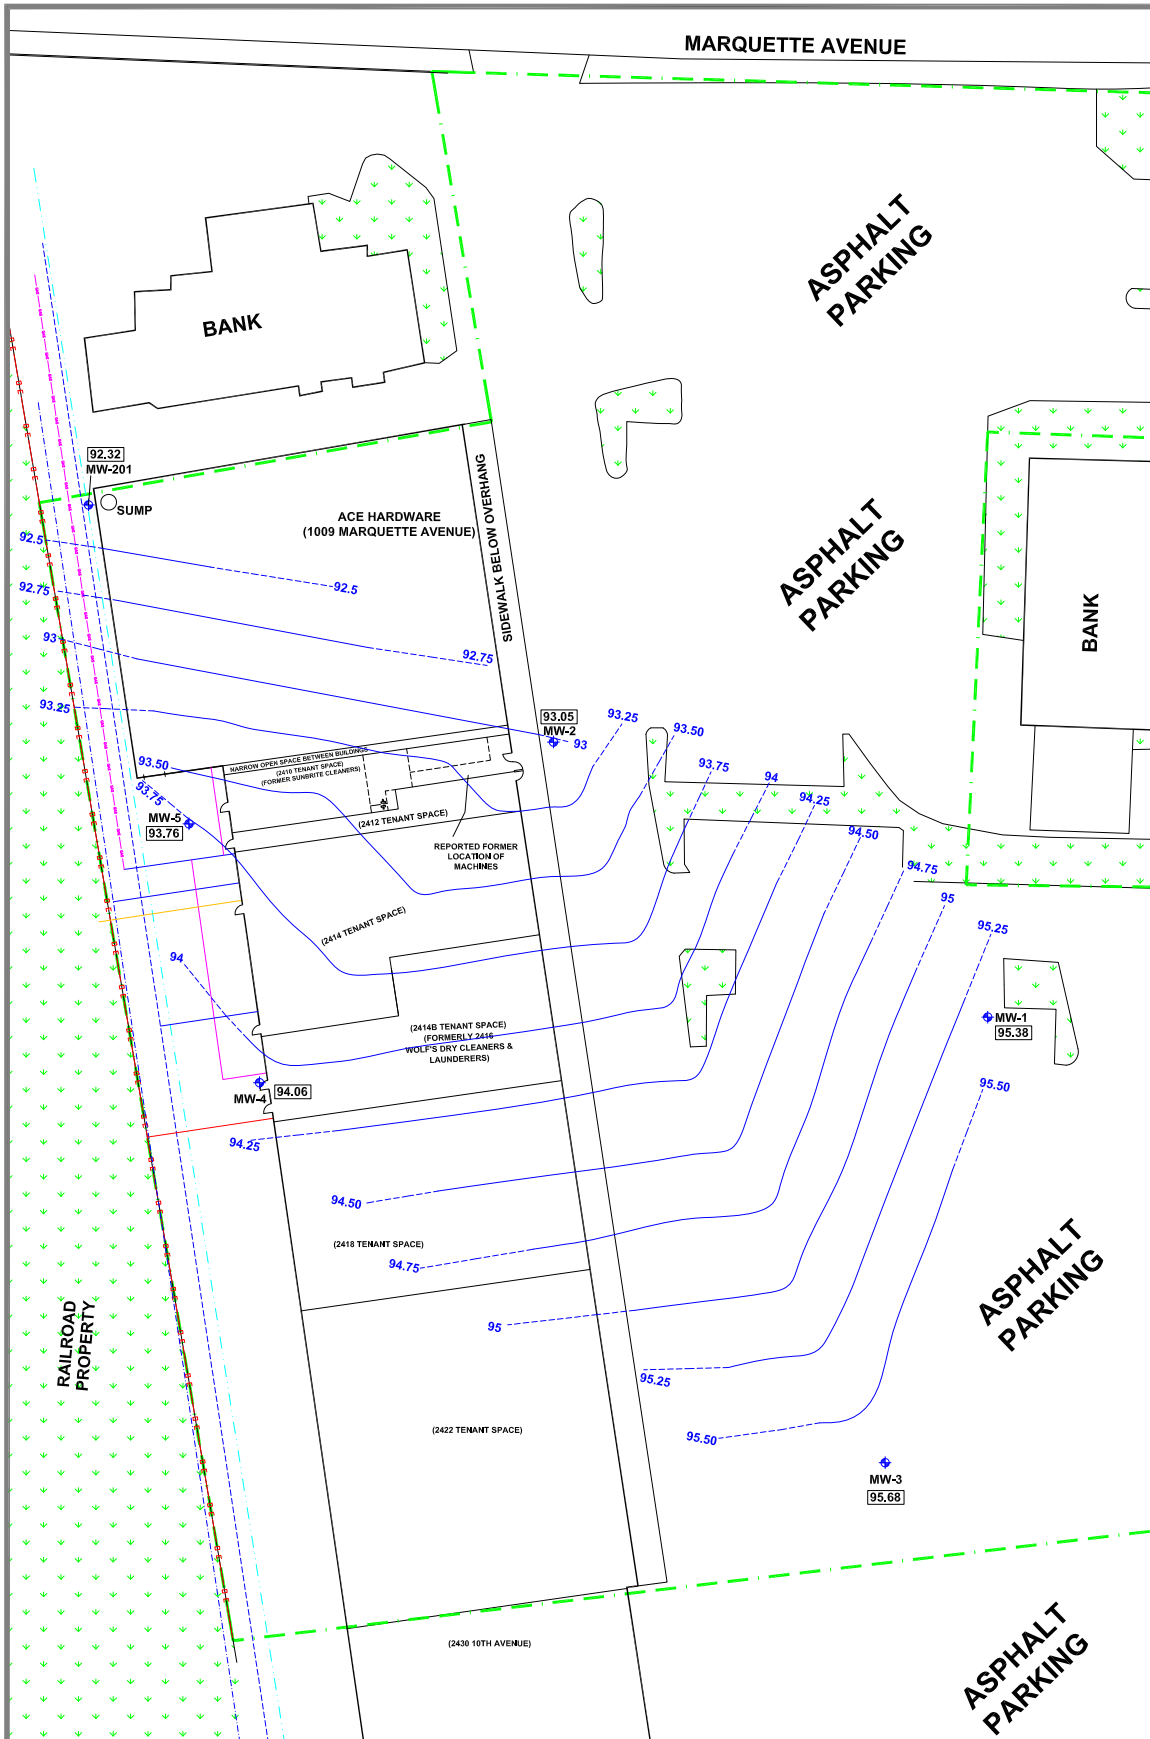 MARQUETTE AVENUE
ASPHALT
PARKING
BANK
92.32
MW-201
SUMP
ACE HARDWARE
(1009 MARQUETTE AVENUE)
SIDEWALK BELOW OVERHANG
ASPHALT
PARKING
BANK
92.5
92.5
92.75
92.75
93
93
93.25
93.25
93.05
MW-2
93.50
93.50
93.75
93.75
94
94.25
94.50
94.75
95
95.25
NARROW OPEN SPACE BETWEEN BUILDINGS
(2410 TENANT SPACE)
(FORMER SUNBRITE CLEANERS)
MW-5
93.76
(2412 TENANT SPACE)
REPORTED FORMER
LOCATION OF
MACHINES
(2414 TENANT SPACE)
94
(2414B TENANT SPACE)
(FORMERLY 2416
WOLF'S DRY CLEANERS &
LAUNDERERS)
MW-1
95.38
95.50
MW-4
94.06
94.25
94.50
(2418 TENANT SPACE)
94.75
95
95.25
95.50
RAILROAD
PROPERTY
ASPHALT
PARKING
(2422 TENANT SPACE)
MW-3
95.68
(2430 10TH AVENUE)
ASPHALT
PARKING